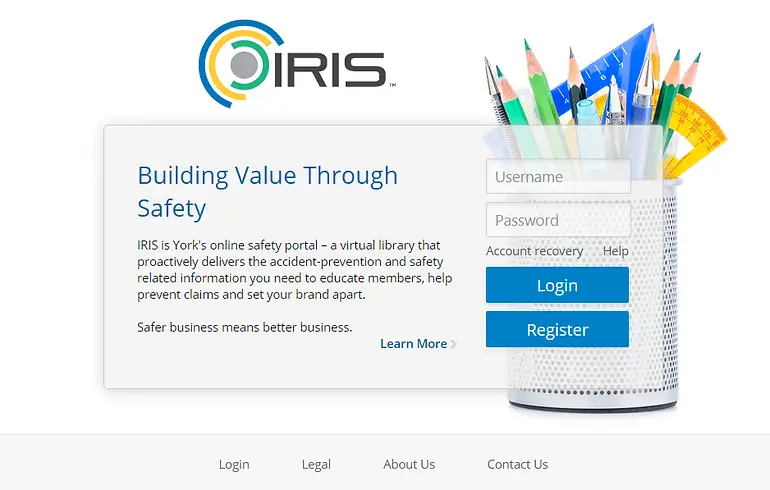 IRIS™
Building Value Through
Safety
IRIS is York's online safety portal – a virtual library that
proactively delivers the accident-prevention and safety
related information you need to educate members, help
prevent claims and set your brand apart.
Safer business means better business.
Learn More
Username
Password
Account recovery Help
Login
Register
Login Legal About Us Contact Us